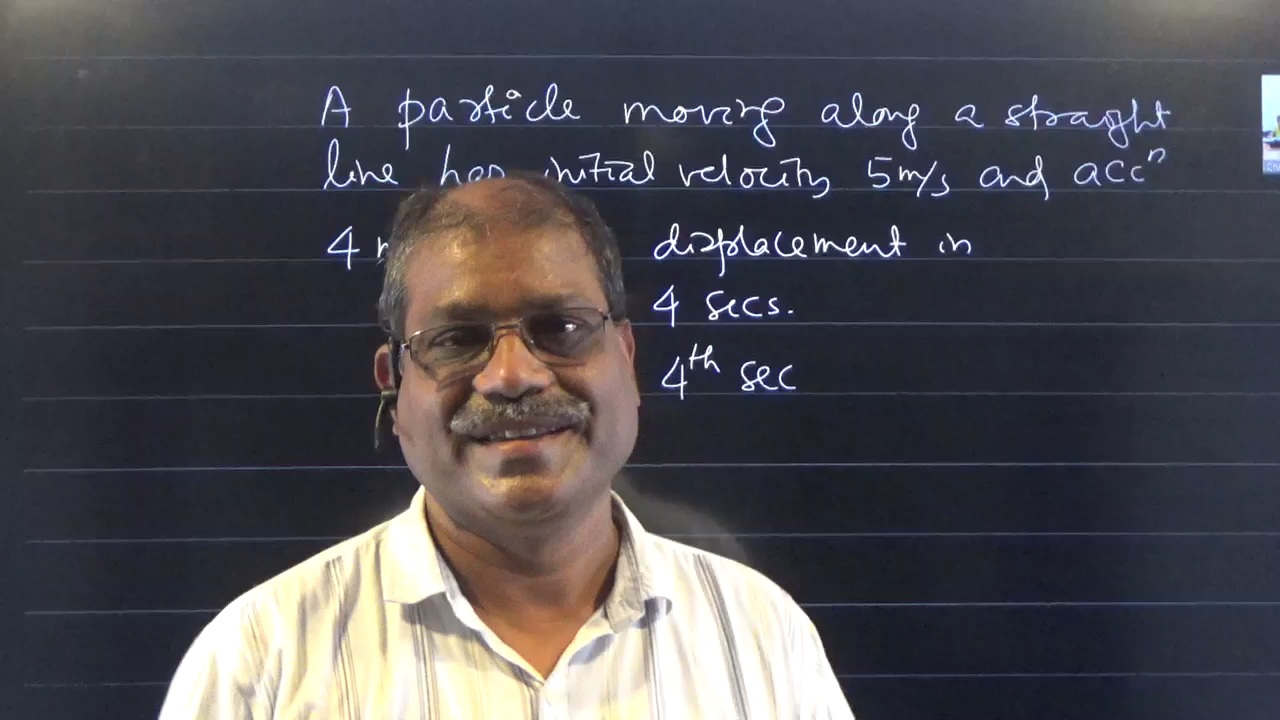 A particle moving along a straight
line has initial velocity 5m/s and accⁿ
4 displacement in
4 secs.
4th sec